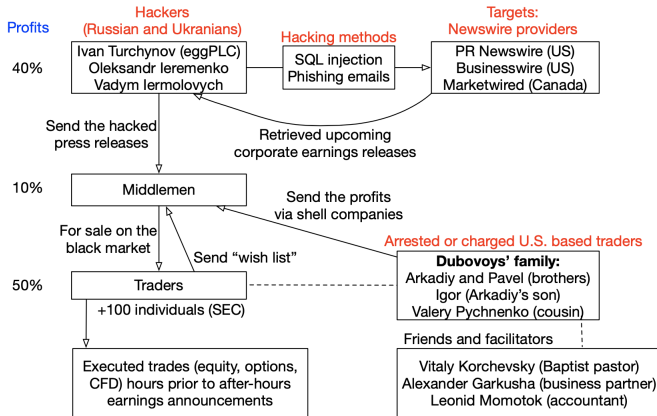 Profits
Hackers
(Russian and Ukranians)
Hacking methods
Targets:
Newswire providers
40%
Ivan Turchynov (eggPLC)
Oleksandr Ieremenko
Vadym Iermolovych
SQL injection
Phishing emails
PR Newswire (US)
Businesswire (US)
Marketwired (Canada)
Send the hacked
press releases
Retrieved upcoming
corporate earnings releases
10%
Middlemen
Send the profits
via shell companies
For sale on the
black market
Send “wish list”
Arrested or charged U.S. based traders
50%
Traders
+100 individuals (SEC)
Dubovoys’ family:
Arkadiy and Pavel (brothers)
Igor (Arkadiy’s son)
Valery Pychnenko (cousin)
Friends and facilitators
Executed trades (equity, options,
CFD) hours prior to after-hours
earnings announcements
Vitaly Korchevsky (Baptist pastor)
Alexander Garkusha (business partner)
Leonid Momotok (accountant)